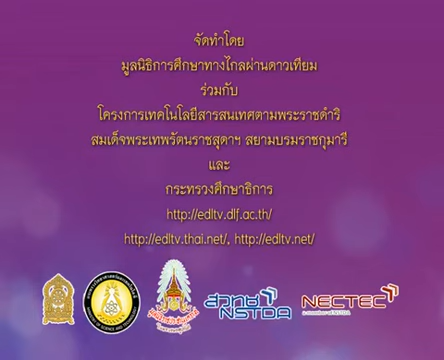 จัดทำโดย
มูลนิธิการศึกษาทางไกลผ่านดาวเทียม
ร่วมกับ
โครงการเทคโนโลยีสารสนเทศตามพระราชดำริ
สมเด็จพระเทพรัตนราชสุดาฯ สยามบรมราชกุมารี
และ
กระทรวงศึกษาธิการ
http://edltv.dlf.ac.th/
http://edltv.thai.net/, http://edltv.net/
สวทช
NSTDA
NECTEC
a member of NSTDA